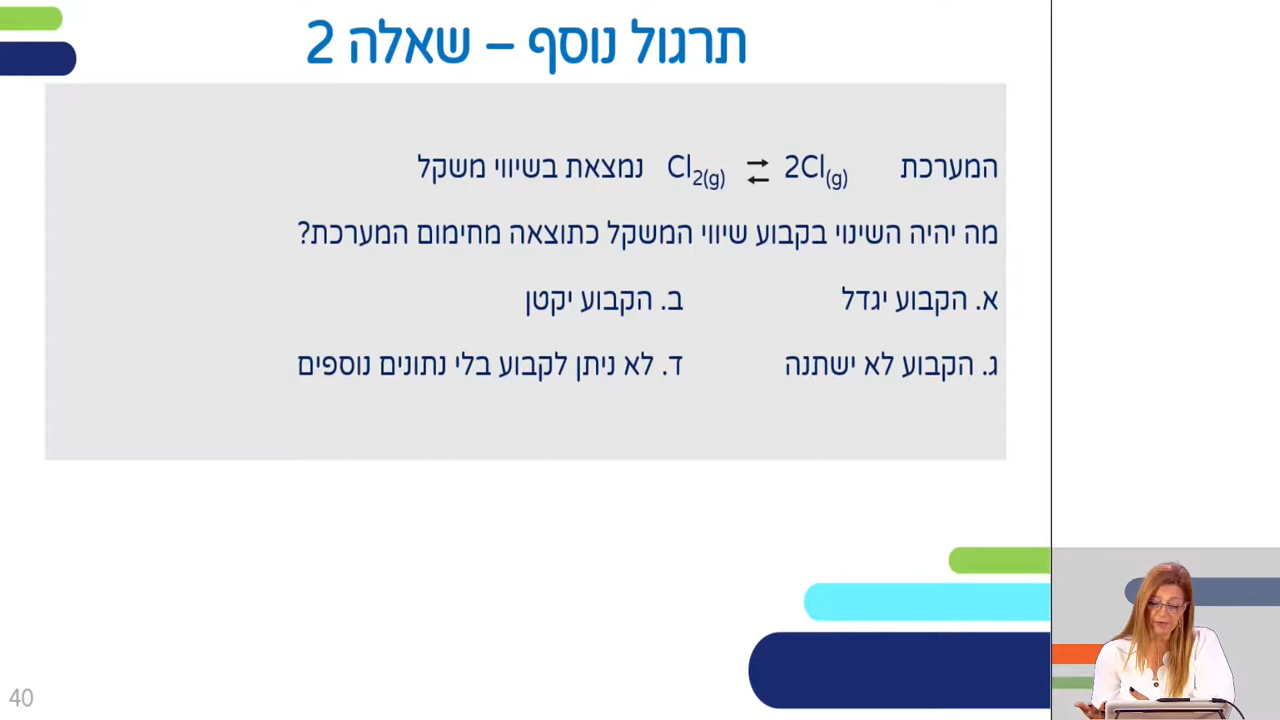 תרגול נוסף – שאלה 2
המערכת Cl2(g) ⇄ 2Cl(g) נמצאת בשיווי משקל
מה יהיה השינוי בקבוע שיווי המשקל כתוצאה מחימום המערכת?
א. הקבוע יגדל ב. הקבוע יקטן
ג. הקבוע לא ישתנה ד. לא ניתן לקבוע בלי נתונים נוספים
40